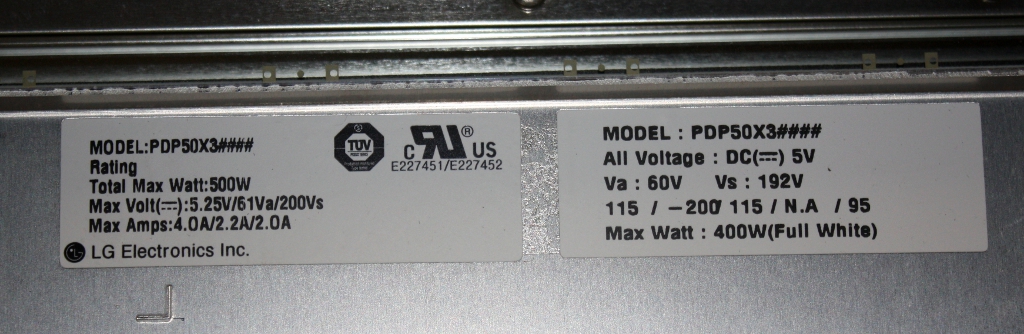 MODEL:PDP50X3####
Rating
Total Max Watt:500W
Max Volt(⎓):5.25V/61Va/200Vs
Max Amps:4.0A/2.2A/2.0A
LG Electronics Inc.
TÜV
c RU ® US
E227451/E227452
MODEL : PDP50X3####
All Voltage : DC(⎓) 5V
Va : 60V Vs : 192V
115 / -200/ 115 / N.A / 95
Max Watt : 400W(Full White)